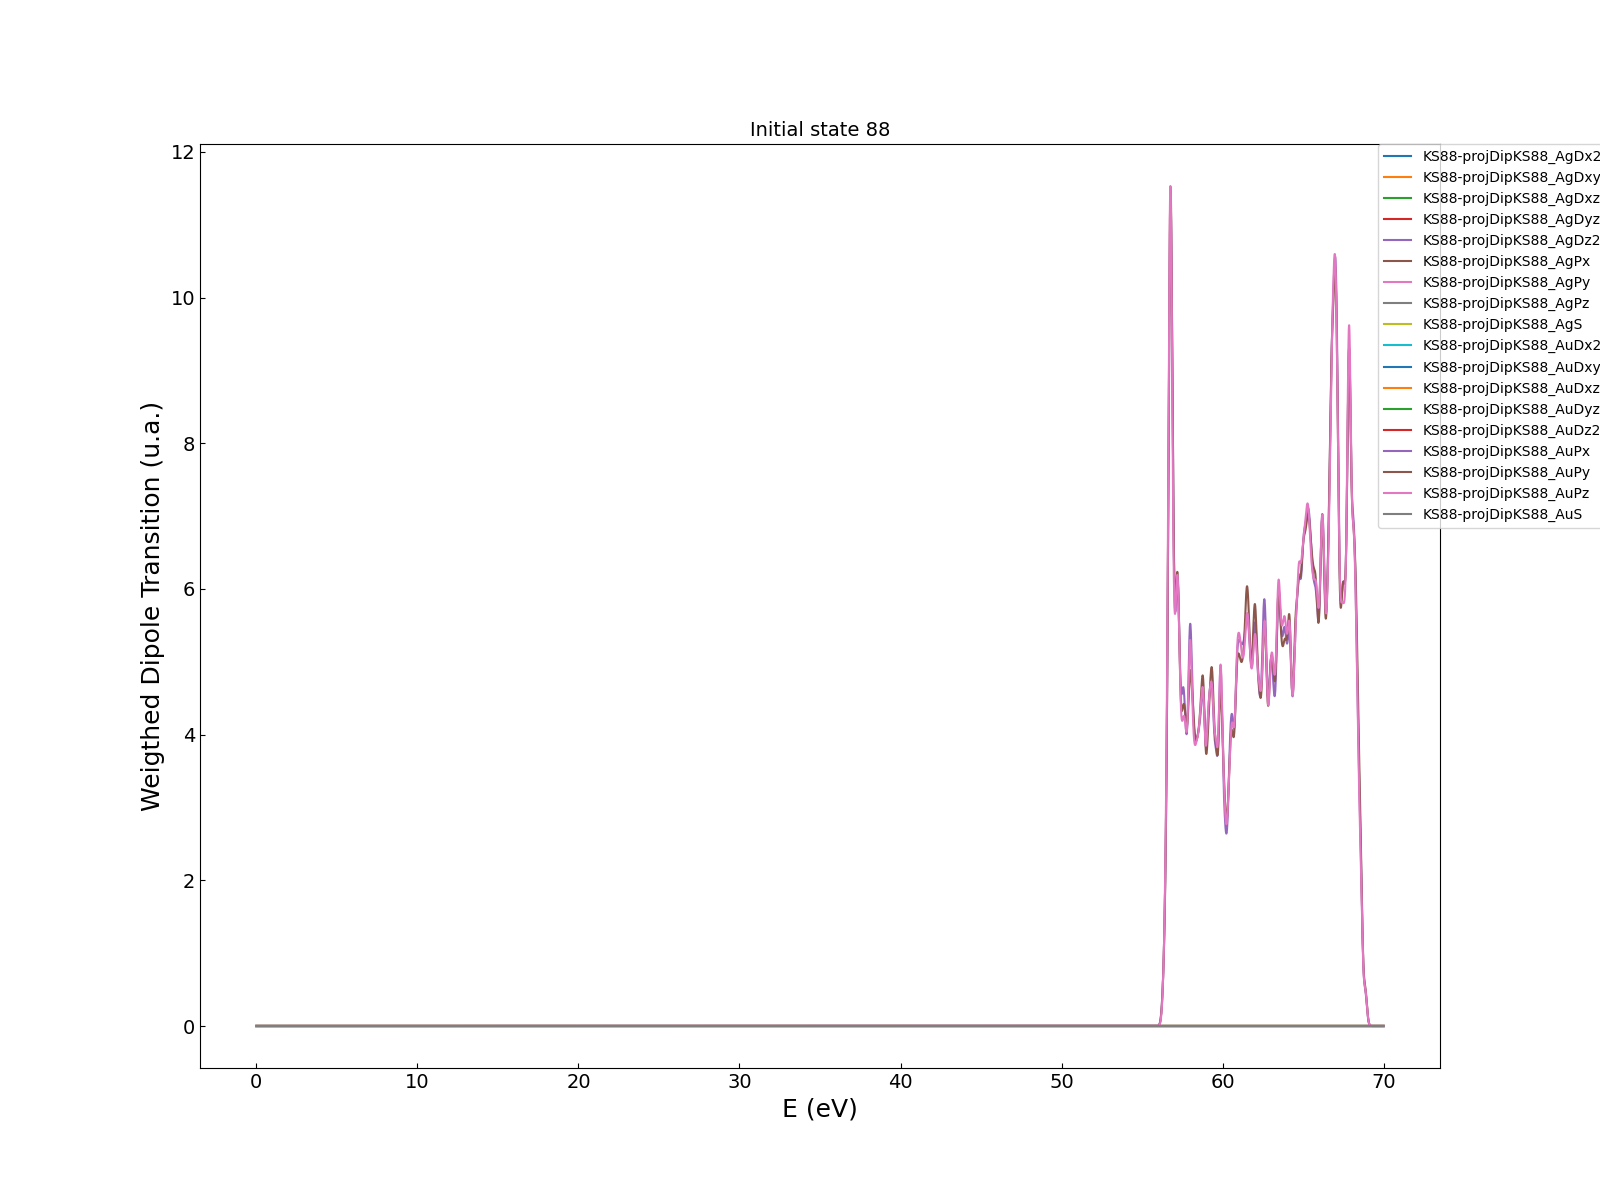 Initial state 88
12
10
8
6
4
2
0
Weigthed Dipole Transition (u.a.)
0
10
20
30
40
50
60
70
E (eV)
KS88-projDipKS88_AgDx2
KS88-projDipKS88_AgDxy
KS88-projDipKS88_AgDxz
KS88-projDipKS88_AgDyz
KS88-projDipKS88_AgDz2
KS88-projDipKS88_AgPx
KS88-projDipKS88_AgPy
KS88-projDipKS88_AgPz
KS88-projDipKS88_AgS
KS88-projDipKS88_AuDx2
KS88-projDipKS88_AuDxy
KS88-projDipKS88_AuDxz
KS88-projDipKS88_AuDyz
KS88-projDipKS88_AuDz2
KS88-projDipKS88_AuPx
KS88-projDipKS88_AuPy
KS88-projDipKS88_AuPz
KS88-projDipKS88_AuS